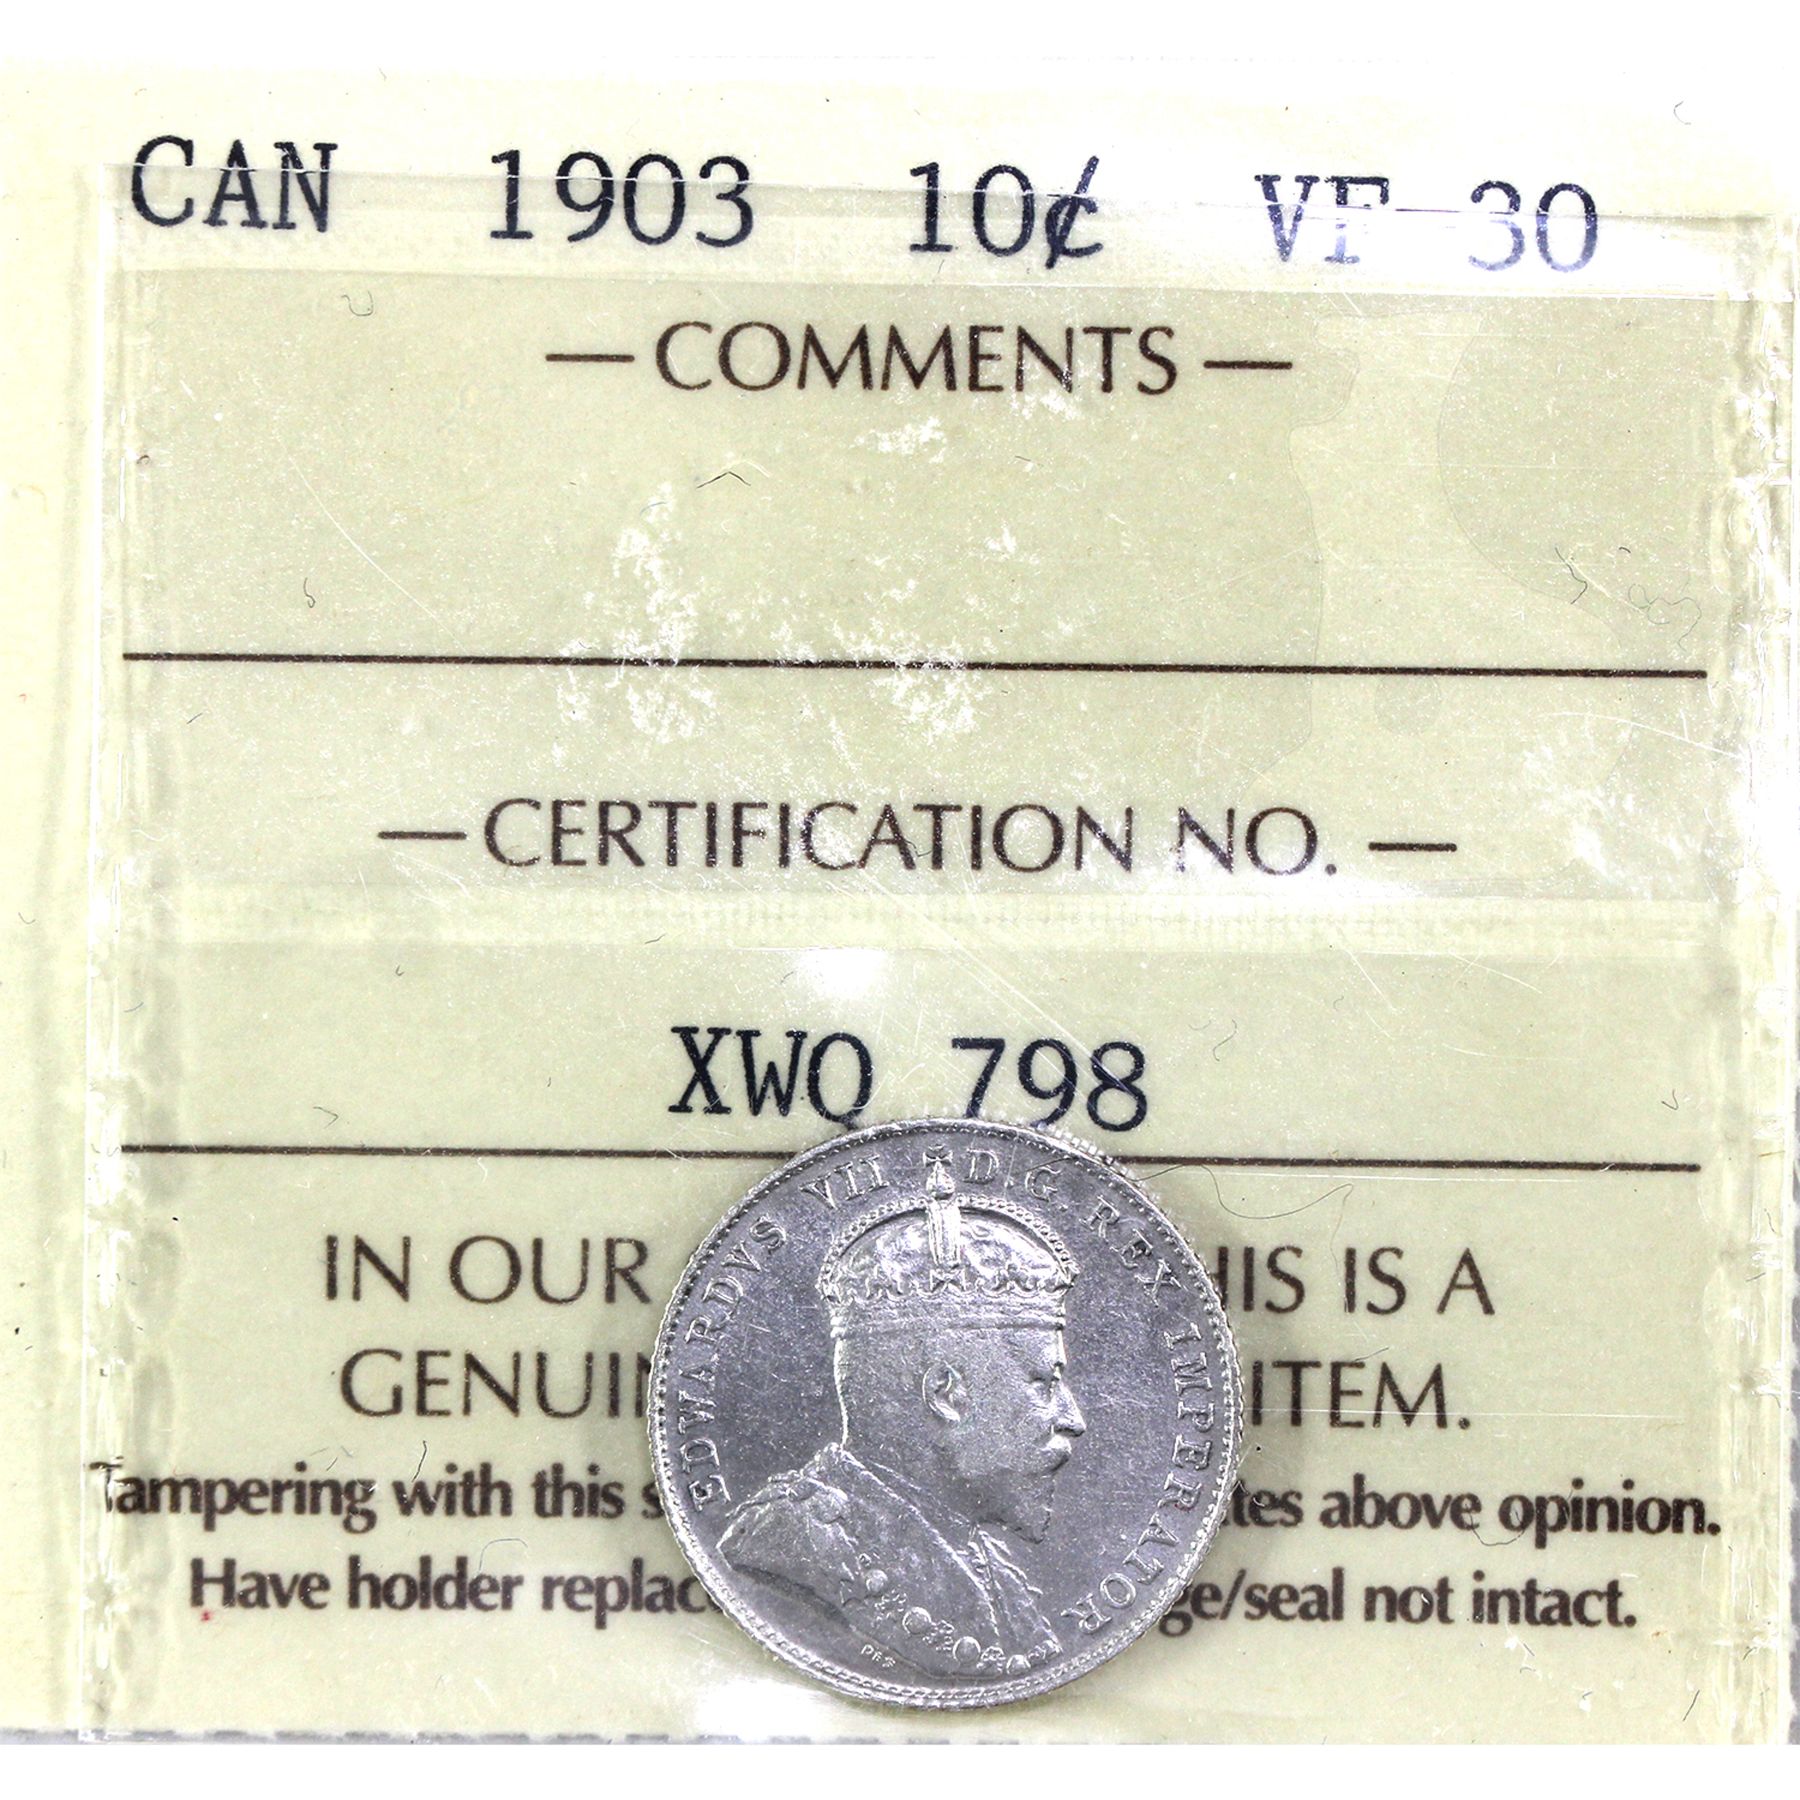 CAN 1903 10¢ VF 30
— COMMENTS —
— CERTIFICATION NO. —
XWQ 798
EDWARDVS VII D.G. REX IMPERATOR
DES
IN OUR HIS IS A
GENUIN ITEM.
Tampering with this s tes above opinion.
Have holder replac ge/seal not intact.